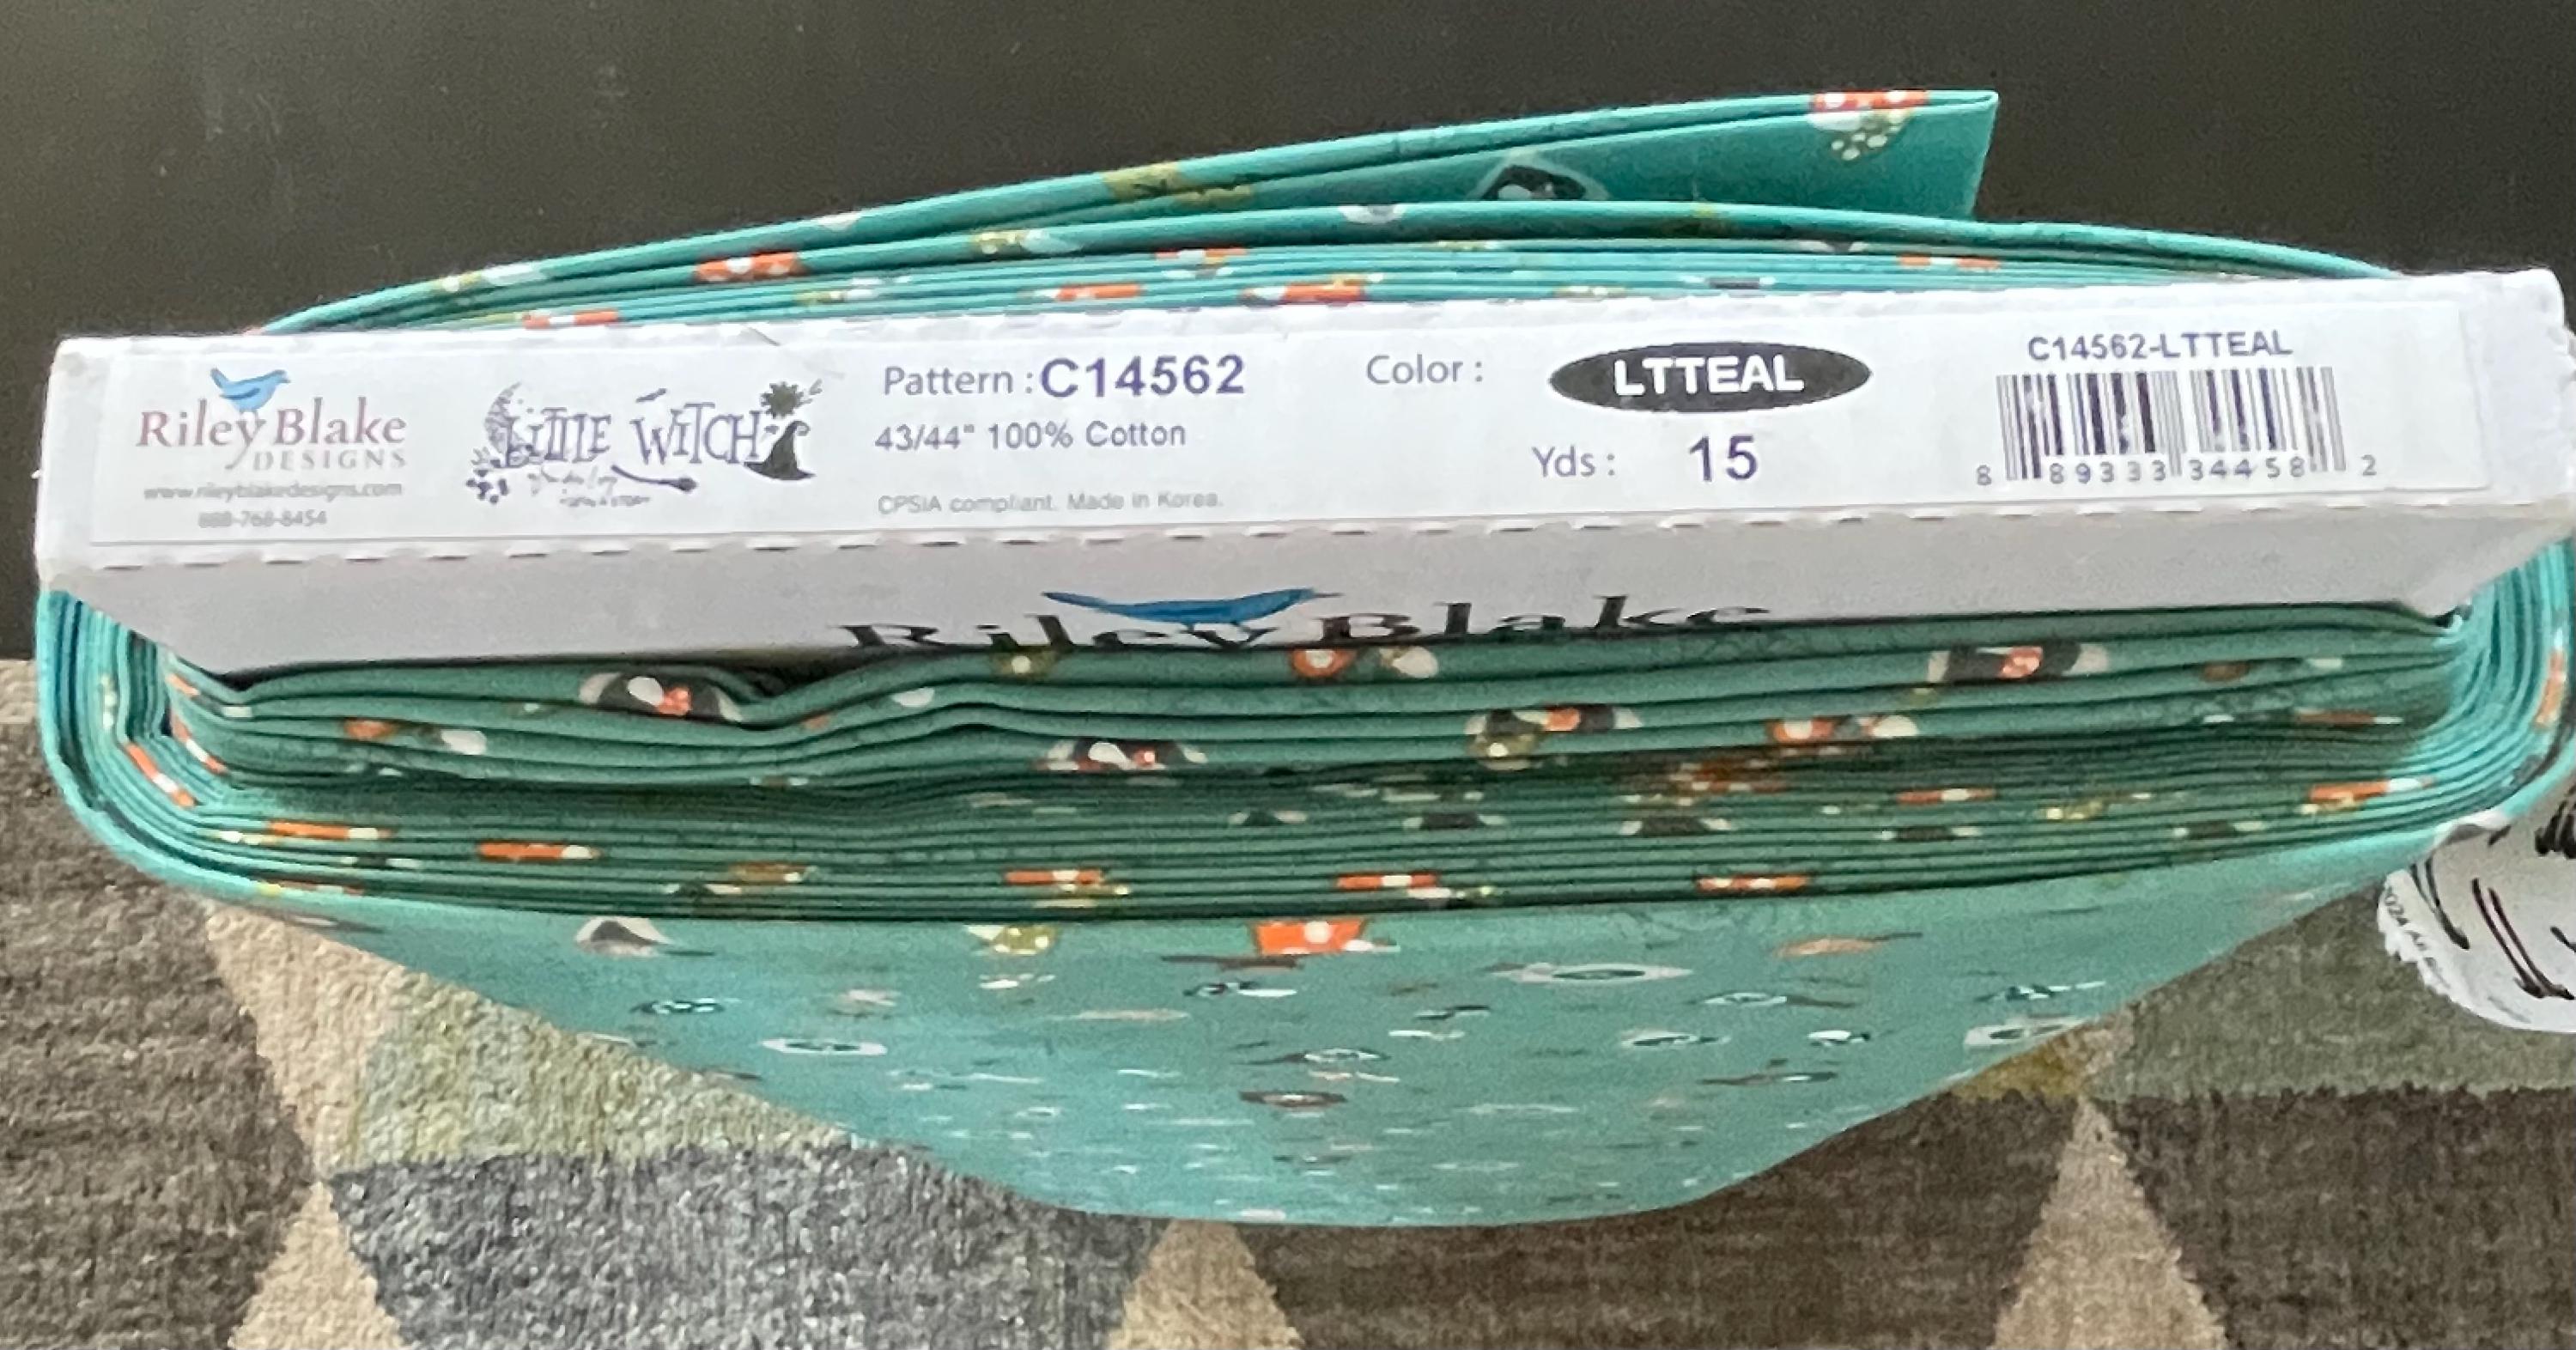 Riley Blake
DESIGNS
www.rileyblakedesigns.com
888-768-8454
LITTLE WITCH
Pattern : C14562
43/44" 100% Cotton
CPSIA compliant. Made in Korea.
Color : LTTEAL
Yds : 15
C14562-LTTEAL
8 89333 34458 2
Riley Blake